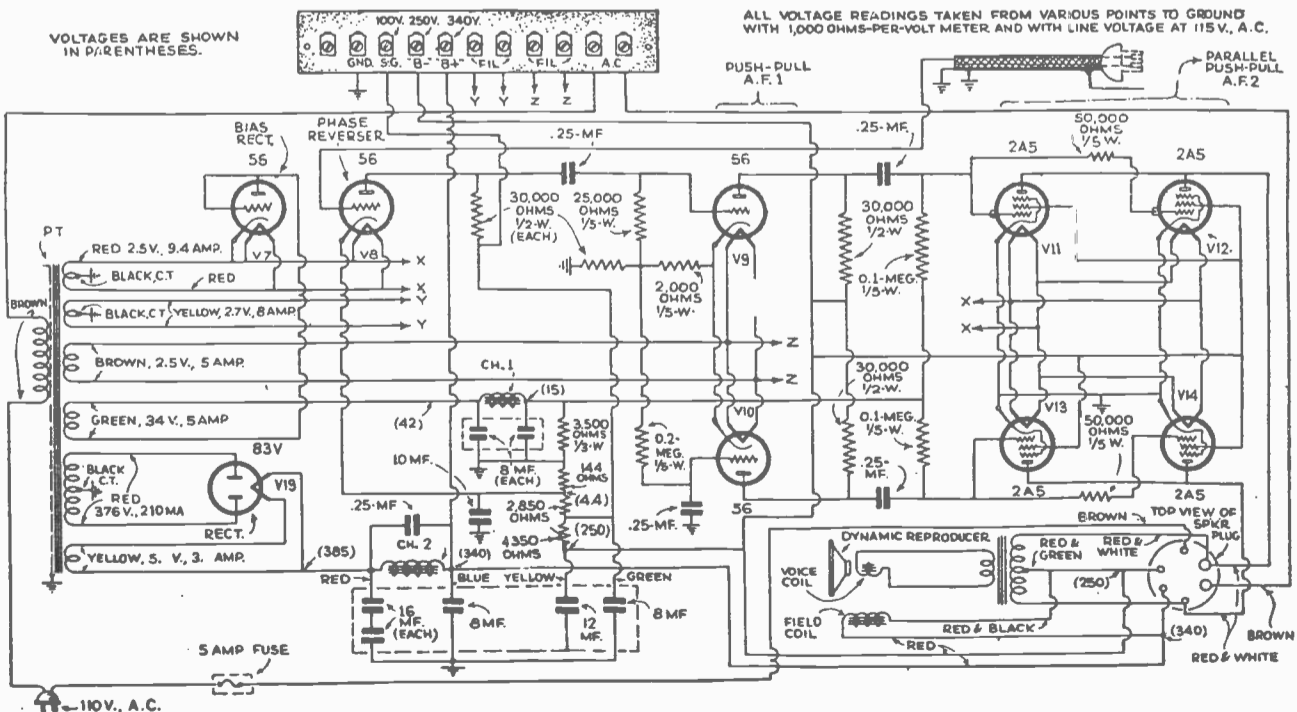 VOLTAGES ARE SHOWN
IN PARENTHESES.
100V. 250V. 340V.
GND. S.G. B- B+ FIL FIL A.C
Y Y Z Z
ALL VOLTAGE READINGS TAKEN FROM VARIOUS POINTS TO GROUND
WITH 1,000 OHMS-PER-VOLT METER AND WITH LINE VOLTAGE AT 115 V., A.C.
PUSH-PULL
A.F.1
PARALLEL
PUSH-PULL
A.F.2
BIAS
RECT.
56
PHASE
REVERSER
56
.25-MF
56
.25-MF.
50,000
OHMS
1/5-W.
2A5
2A5
30,000
OHMS
1/2-W.
(EACH)
25,000
OHMS
1/5-W.
30,000
OHMS
1/2-W
0.1-MEG.
1/5-W.
PT
V7
V8
V9
V11
V12
RED 2.5V. 9.4 AMP.
BLACK, C.T
RED
X
X
2,000
OHMS
1/5-W.
BROWN
BLACK, C.T
YELLOW, 2.7V, 8 AMP.
Y
Y
X
X
BROWN, 2.5V., 5 AMP.
Z
Z
CH. 1
(15)
30,000
OHMS
1/2-W
GREEN, 34 V., 5 AMP
(42)
V10
V13
V14
3,500
OHMS
1/3-W
0.1-MEG.
1/5-W.
50,000
OHMS
1/5 W.
83V
BLACK
C.T.
RED
376 V., 210 MA
V19
RECT.
10 MF.
8 MF.
(EACH)
144
OHMS
(44)
0.2-
MEG.
1/5-W.
.25-
MF.
.25-MF
2,850
OHMS
(250)
4350
OHMS
.25-MF.
56
2A5
2A5
YELLOW, 5. V, 3. AMP.
(385)
CH. 2
(340)
RED
BLUE
YELLOW
GREEN
16
MF.
(EACH)
8MF.
12
MF.
8 MF
BROWN
TOP VIEW OF
SPKR
PLUG
DYNAMIC REPRODUCER
RED &
GREEN
RED &
WHITE
(250)
VOICE
COIL
FIELD
COIL
RED & BLACK
RED
(340)
BROWN
RED & WHITE
5 AMP FUSE
110 V., A.C.